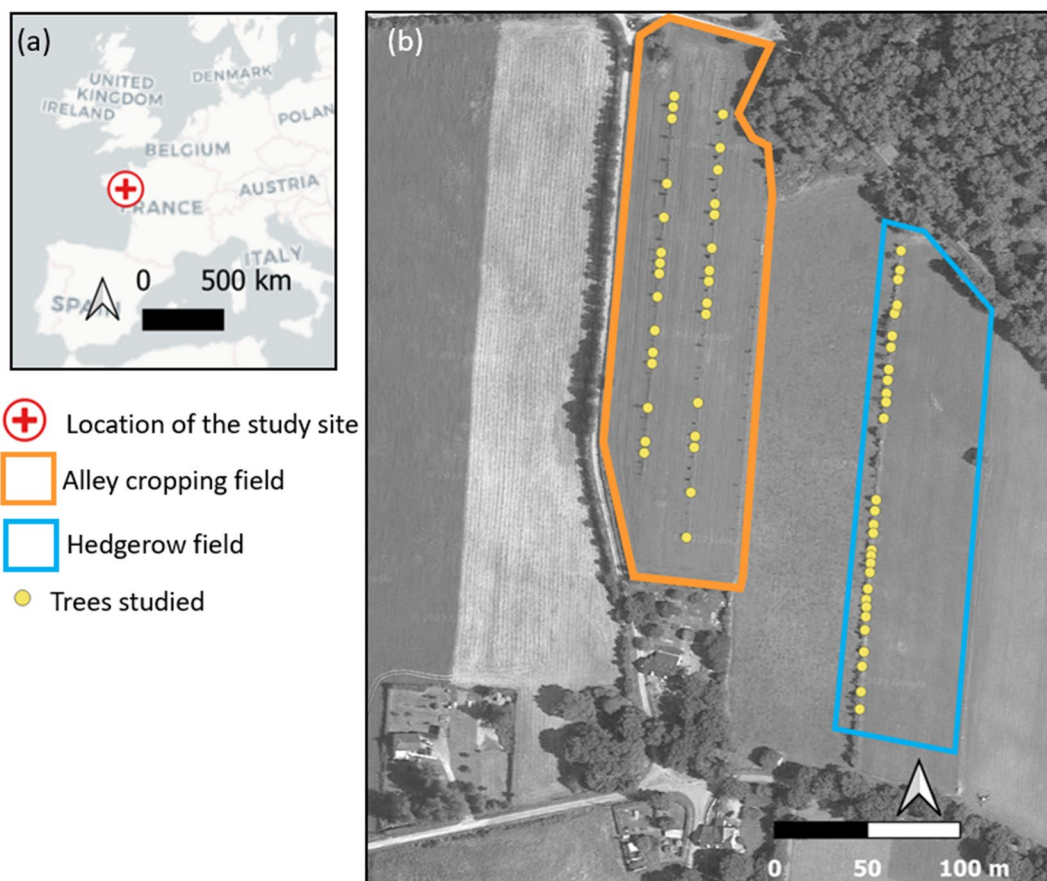 (a)
UNITED
KINGDOM
IRELAND
DENMARK
POLAN
BELGIUM
AUSTRIA
FRANCE
ITALY
SPAIN
0 500 km
Location of the study site
Alley cropping field
Hedgerow field
Trees studied
(b)
0 50 100 m